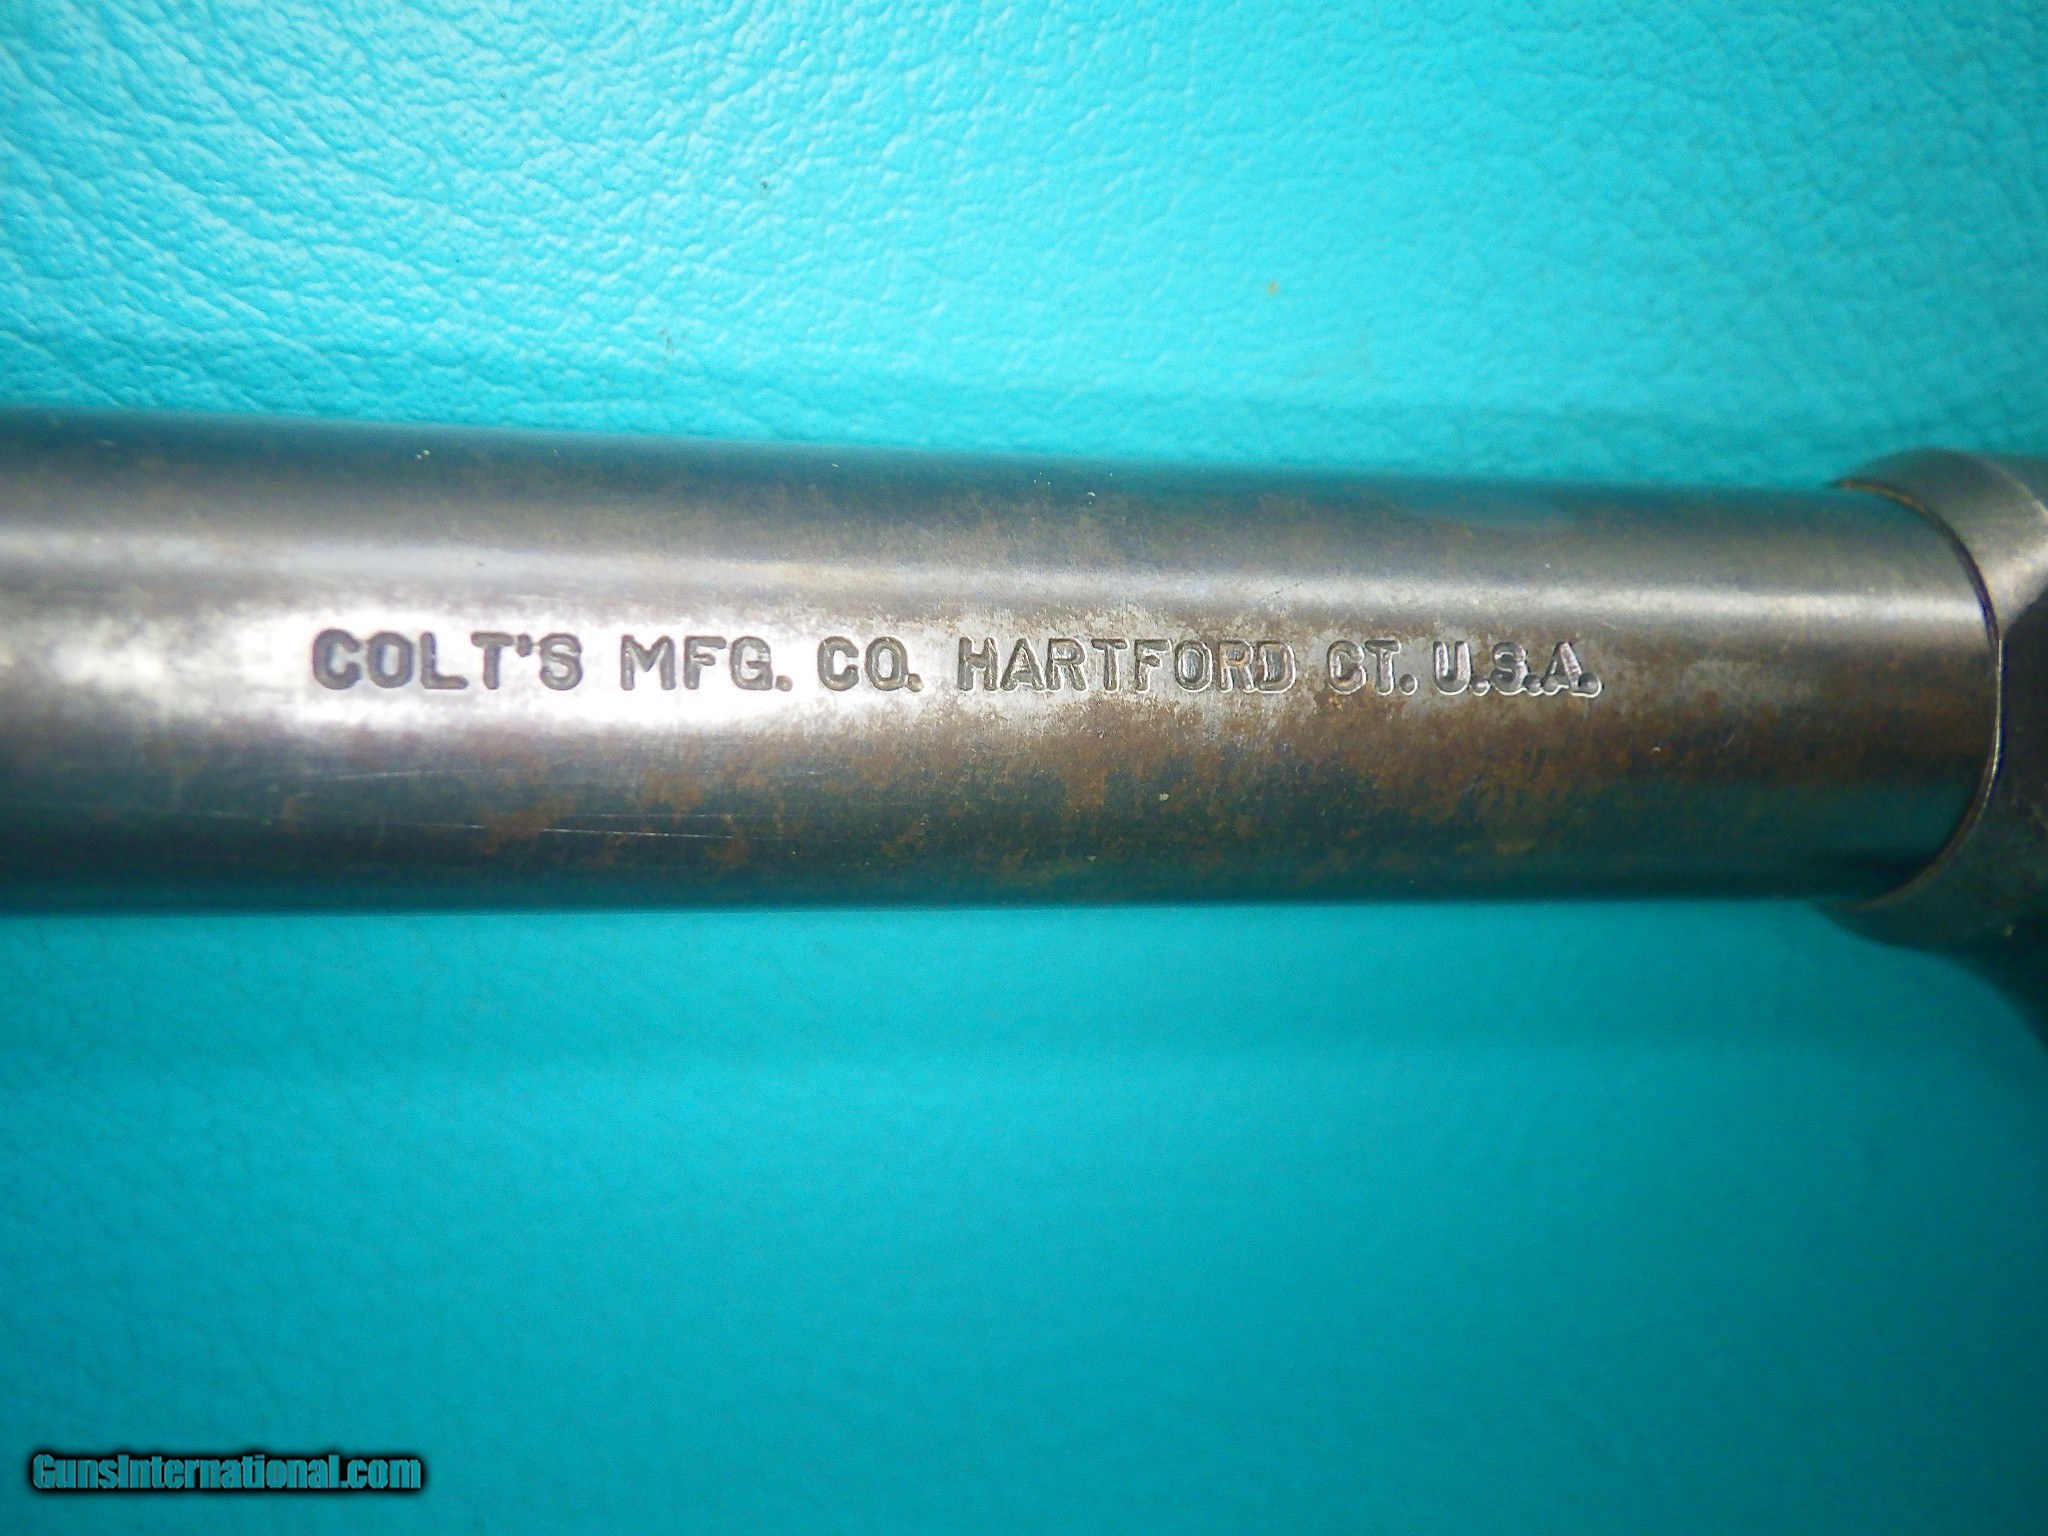 COLT'S MFG. CO. HARTFORD CT. U.S.A.
GunsInternational.com